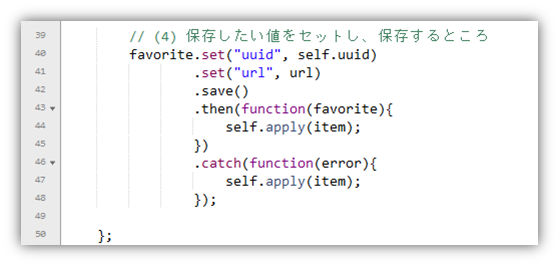 39 // (4) 保存したい値をセットし、保存するところ
40 favorite.set("uuid", self.uuid)
41 .set("url", url)
42 .save()
43 .then(function(favorite){
44 self.apply(item);
45 })
46 .catch(function(error){
47 self.apply(item);
48 });
49
50 };